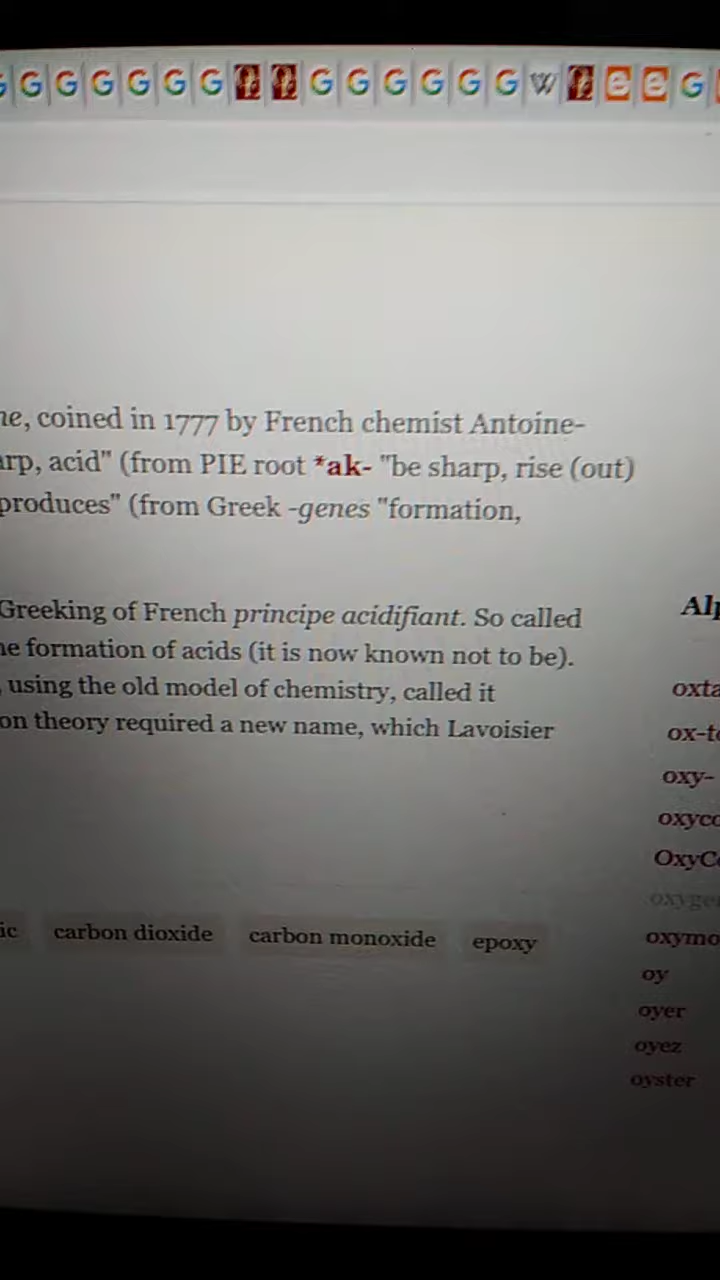 coined in 1777 by French chemist Antoine-
acid" (from PIE root *ak- "be sharp, rise (out)
produces" (from Greek -genes "formation,
Greeking of French principe acidifiant. So called
formation of acids (it is now known not to be).
, using the old model of chemistry, called it
on theory required a new name, which Lavoisier
carbon dioxide
carbon monoxide
epoxy
oxy-
oy
oyer
oyez
oyster